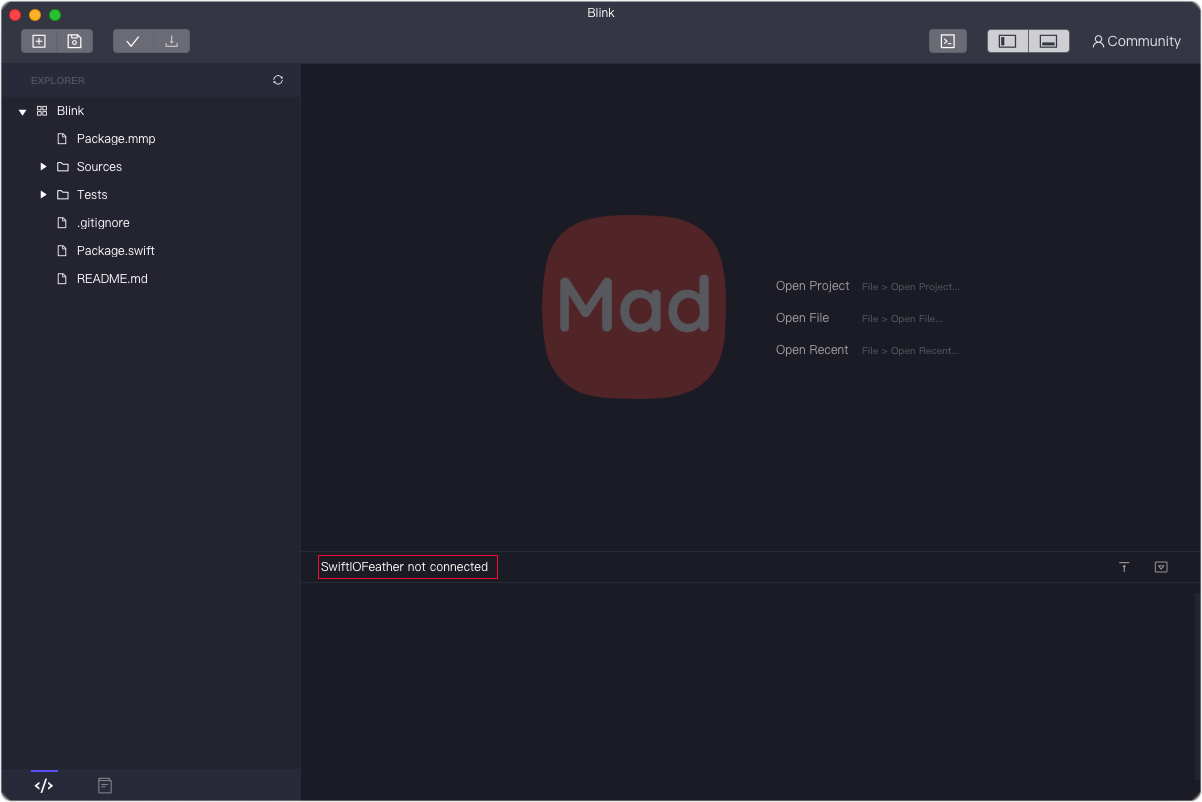 Blink
Community
EXPLORER
Blink
Package.mmp
Sources
Tests
.gitignore
Package.swift
README.md
Mad
Open Project File > Open Project...
Open File File > Open File...
Open Recent File > Open Recent...
SwiftIOFeather not connected